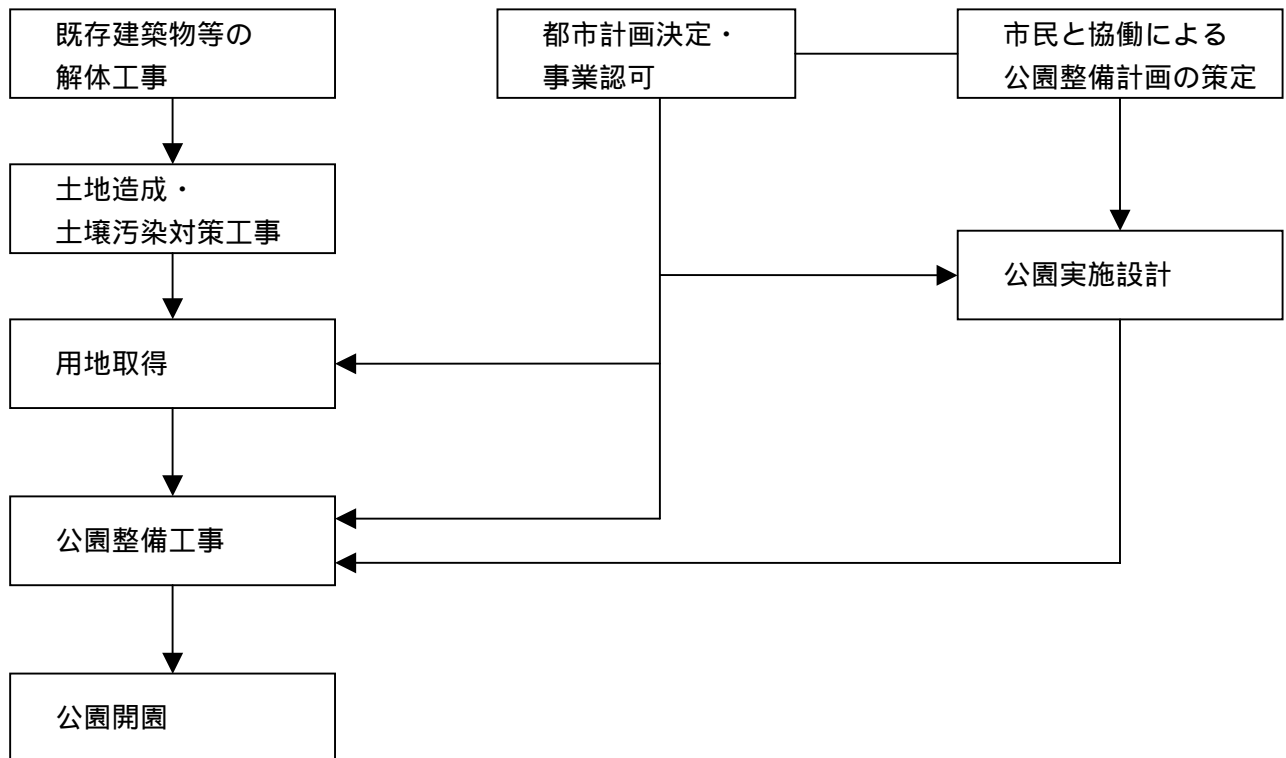 既存建築物等の
解体工事
都市計画決定・
事業認可
市民と協働による
公園整備計画の策定
土地造成・
土壌汚染対策工事
公園実施設計
用地取得
公園整備工事
公園開園